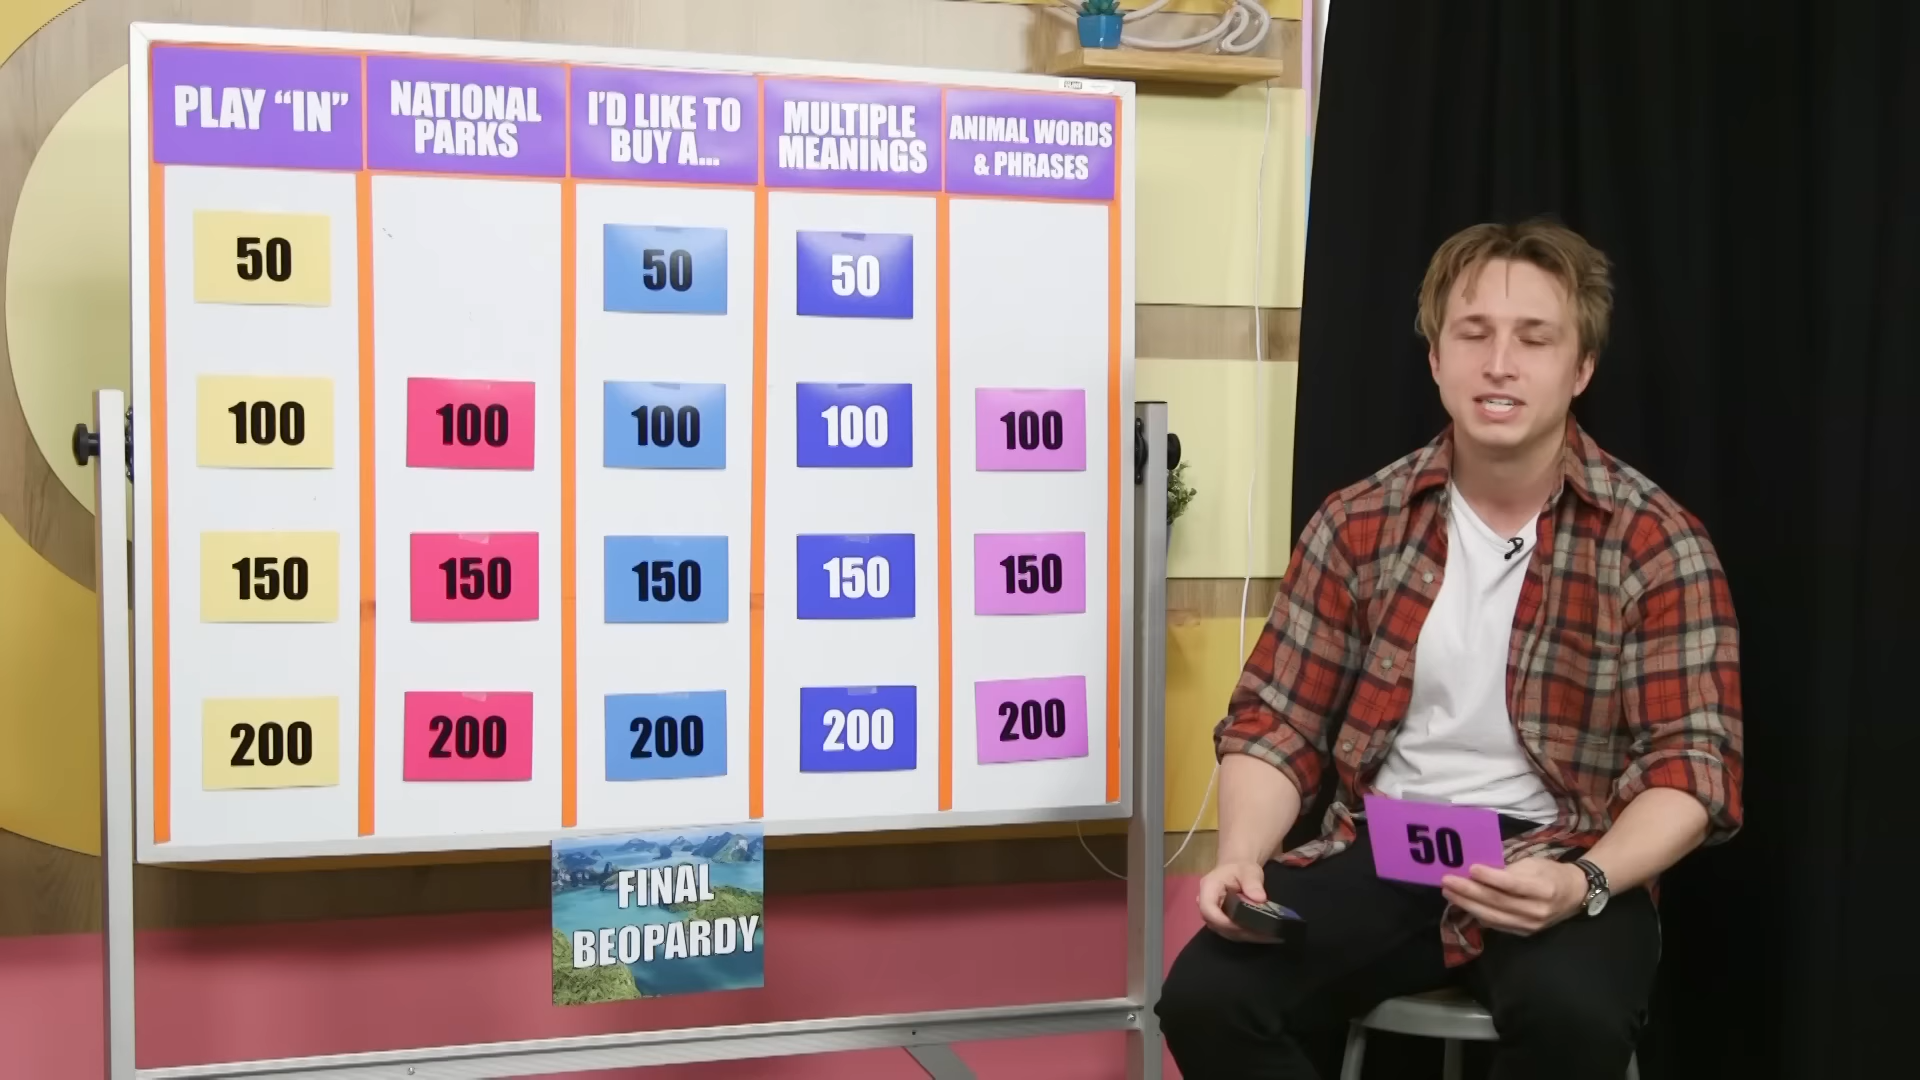 PLAY “IN”
NATIONAL
PARKS
I’D LIKE TO
BUY A...
MULTIPLE
MEANINGS
ANIMAL WORDS
& PHRASES
50
50
50
100
100
100
100
100
150
150
150
150
150
200
200
200
200
200
FINAL
BEOPARDY
50